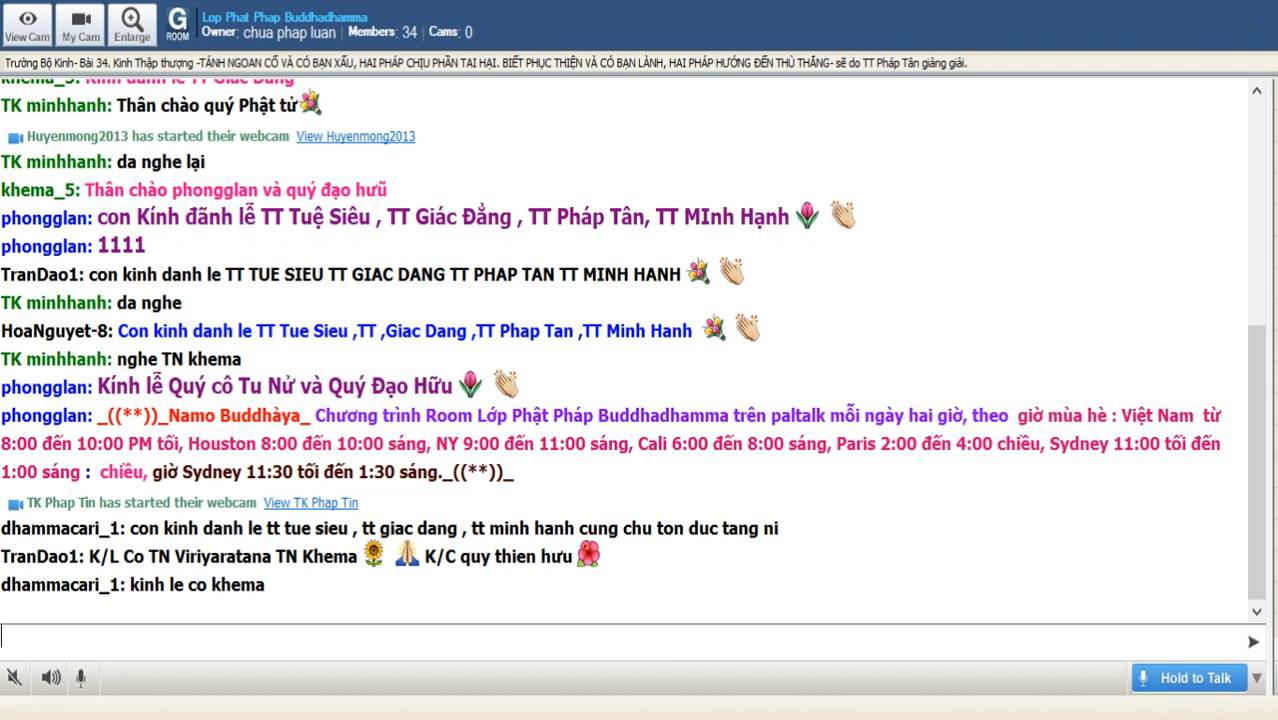 View Cam
My Cam
Enlarge
G
ROOM
Lop Phat Phap Buddhadhamma
Owner: chua phap luan | Members: 34 | Cams: 0
Trường Bộ Kinh- Bài 34. Kinh Thập thượng -TÁNH NGOAN CỐ VÀ CÓ BẠN XẤU, HAI PHÁP CHỊU PHẦN TAI HẠI. BIẾT PHỤC THIỆN VÀ CÓ BẠN LÀNH, HAI PHÁP HƯỚNG ĐẾN THÙ THẮNG- sẽ do TT Pháp Tân giảng giải.
khema_5: Kính đảnh lễ TT Giác Đẳng
TK minhhanh: Thân chào quý Phật tử
Huyenmong2013 has started their webcam View Huyenmong2013
TK minhhanh: da nghe lại
khema_5: Thân chào phongglan và quý đạo hưũ
phongglan: con Kính đãnh lễ TT Tuệ Siêu , TT Giác Đẳng , TT Pháp Tân, TT MInh Hạnh
phongglan: 1111
TranDao1: con kinh danh le TT TUE SIEU TT GIAC DANG TT PHAP TAN TT MINH HANH
TK minhhanh: da nghe
HoaNguyet-8: Con kinh danh le TT Tue Sieu ,TT ,Giac Dang ,TT Phap Tan ,TT Minh Hanh
TK minhhanh: nghe TN khema
phongglan: Kính lễ Quý cô Tu Nử và Quý Đạo Hữu
phongglan: _((**))_Namo Buddhàya_ Chương trình Room Lớp Phật Pháp Buddhadhamma trên paltalk mỗi ngày hai giờ, theo giờ mùa hè : Việt Nam từ
8:00 đến 10:00 PM tối, Houston 8:00 đến 10:00 sáng, NY 9:00 đến 11:00 sáng, Cali 6:00 đến 8:00 sáng, Paris 2:00 đến 4:00 chiều, Sydney 11:00 tối đến
1:00 sáng : chiều, giờ Sydney 11:30 tối đến 1:30 sáng._((**))_
TK Phap Tin has started their webcam View TK Phap Tin
dhammacari_1: con kinh danh le tt tue sieu , tt giac dang , tt minh hanh cung chu ton duc tang ni
TranDao1: K/L Co TN Viriyaratana TN Khema K/C quy thien hưu
dhammacari_1: kinh le co khema
Hold to Talk